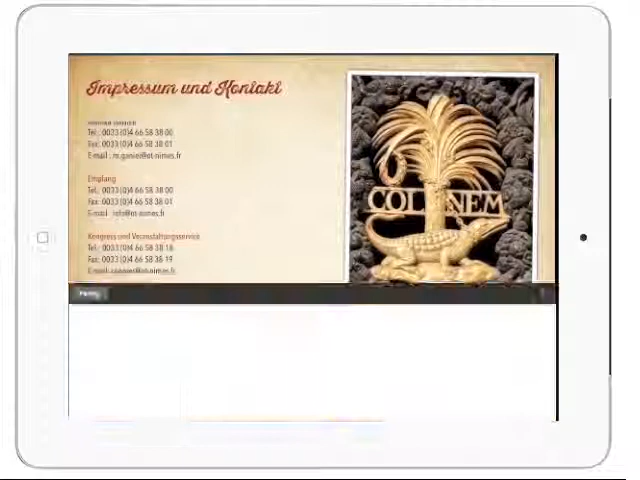 Impressum und Kontakt
Tel.: 0033 (0)4 66 58 38 00
Fax: 0033 (0)4 66 58 38 01
E-mail :
Empfang
Tel.: 0033 (0)4 66 58 38 00
Fax: 0033 (0)4 66 58 38 01
E-mail : info@ot-nimes.fr
Kongress und Veranstaltungsservice
Tel.: 0033 (0)4 66 58 38 18
Fax: 0033 (0)4 66 58 38 19
E-mail:
COL NEM